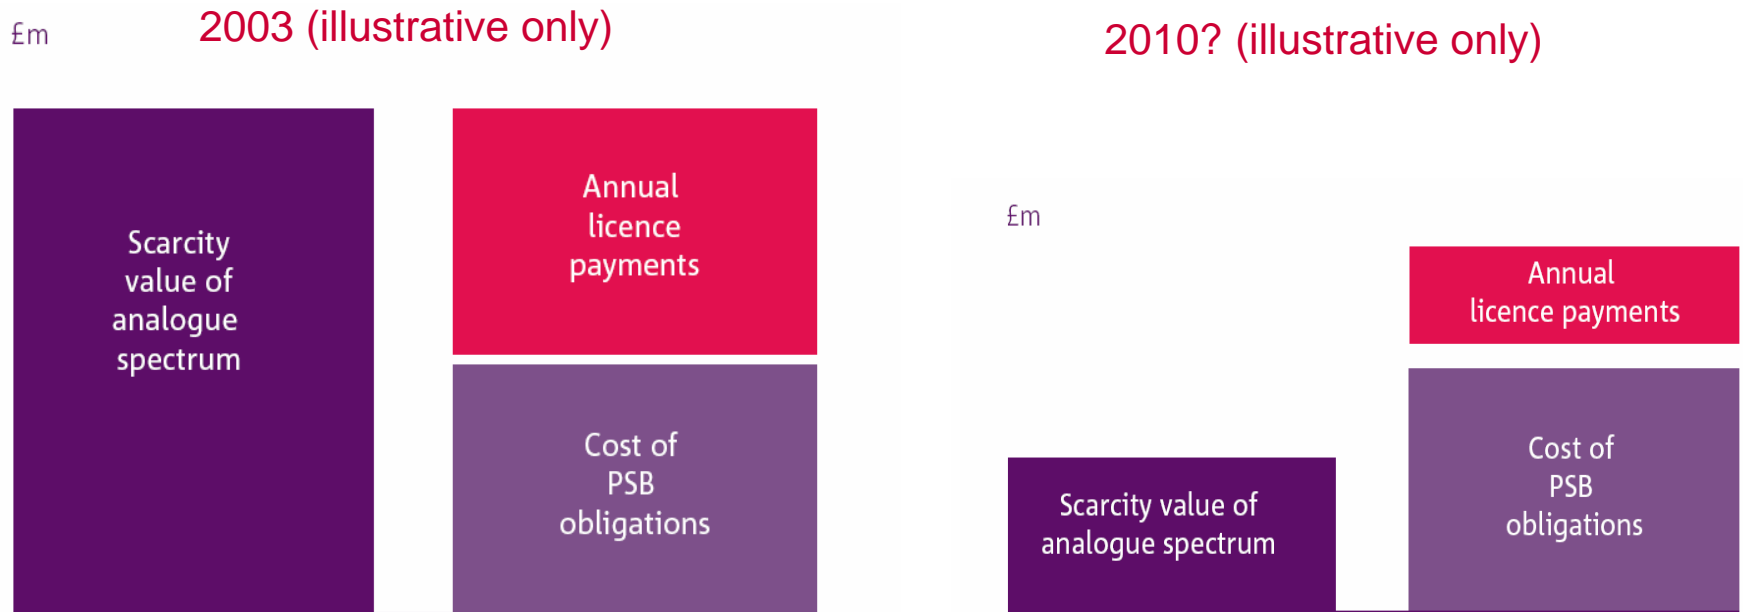 £m
2003 (illustrative only)
Scarcity
value of
analogue
spectrum
Annual
licence
payments
Cost of
PSB
obligations
2010? (illustrative only)
£m
Annual
licence payments
Scarcity value of
analogue spectrum
Cost of
PSB
obligations